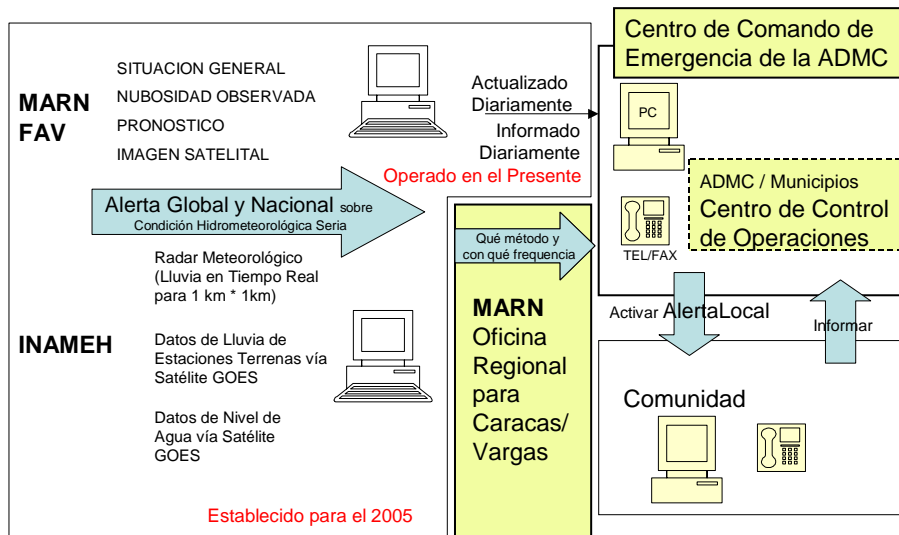 MARN
FAV
SITUACION GENERAL
NUBOSIDAD OBSERVADA
PRONOSTICO
IMAGEN SATELITAL
Actualizado
Diariamente
Informado
Diariamente
Operado en el Presente
Alerta Global y Nacional sobre
Condición Hidrometeorológica Seria
Radar Meteorológico
(Lluvia en Tiempo Real
para 1 km * 1km)
INAMEH
Datos de Lluvia de
Estaciones Terrenas vía
Satélite GOES
Datos de Nivel de
Agua vía Satélite
GOES
Establecido para el 2005
Qué método y
con qué frequencia
MARN
Oficina
Regional
para
Caracas/
Vargas
Centro de Comando de
Emergencia de la ADMC
PC
ADMC / Municipios
Centro de Control
de Operaciones
TEL/FAX
Activar AlertaLocal
Informar
Comunidad